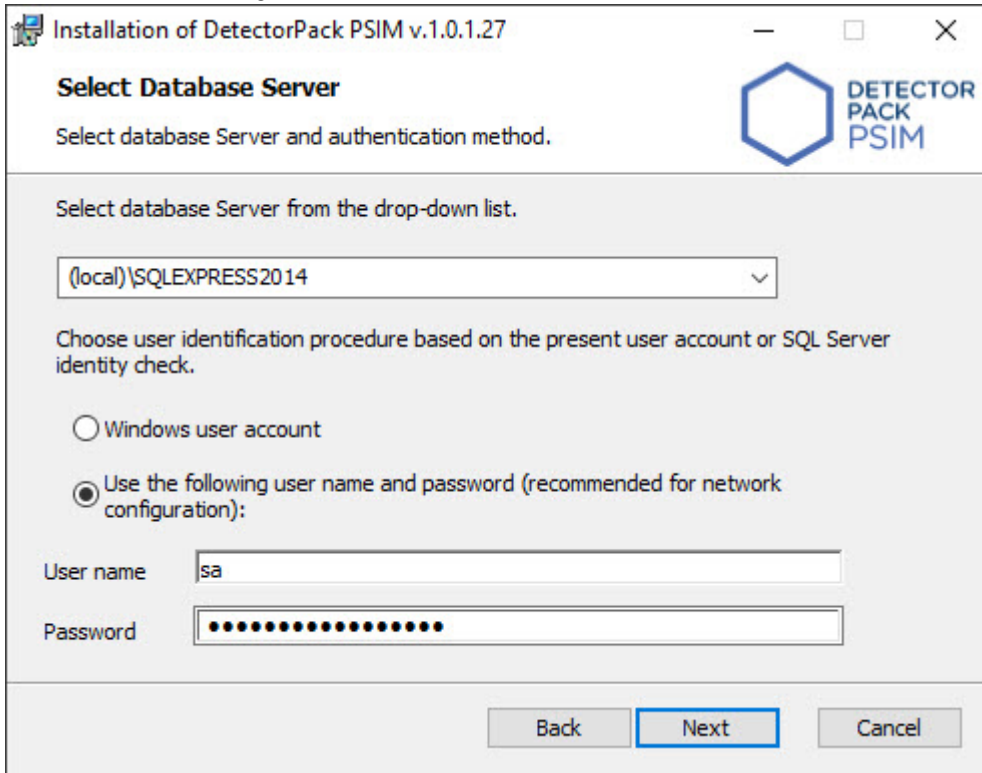 Installation of DetectorPack PSIM v.1.0.1.27
Select Database Server
Select database Server and authentication method.
DETECTOR
PACK
PSIM
Select database Server from the drop-down list.
(local)\SQLEXPRESS2014
Choose user identification procedure based on the present user account or SQL Server
identity check.
Windows user account
Use the following user name and password (recommended for network
configuration):
User name
sa
Password
•••••••••••••••••
Back
Next
Cancel